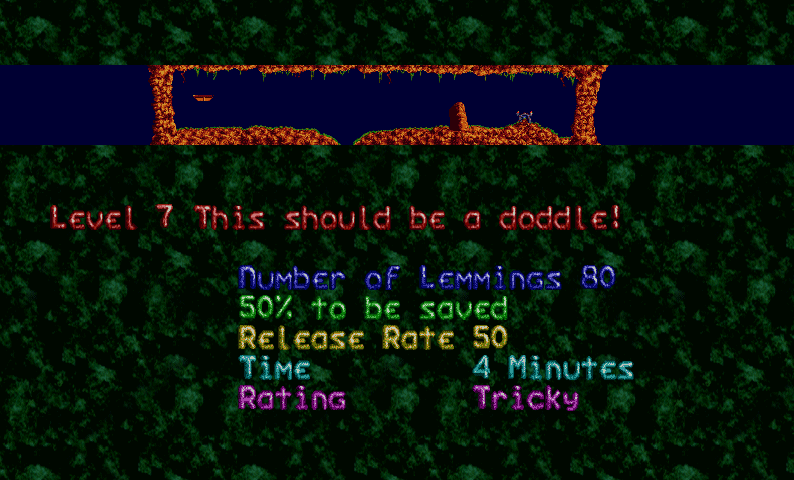 Level 7 This should be a doddle!
Number of Lemmings 80
50% to be saved
Release Rate 50
Time 4 Minutes
Rating Tricky